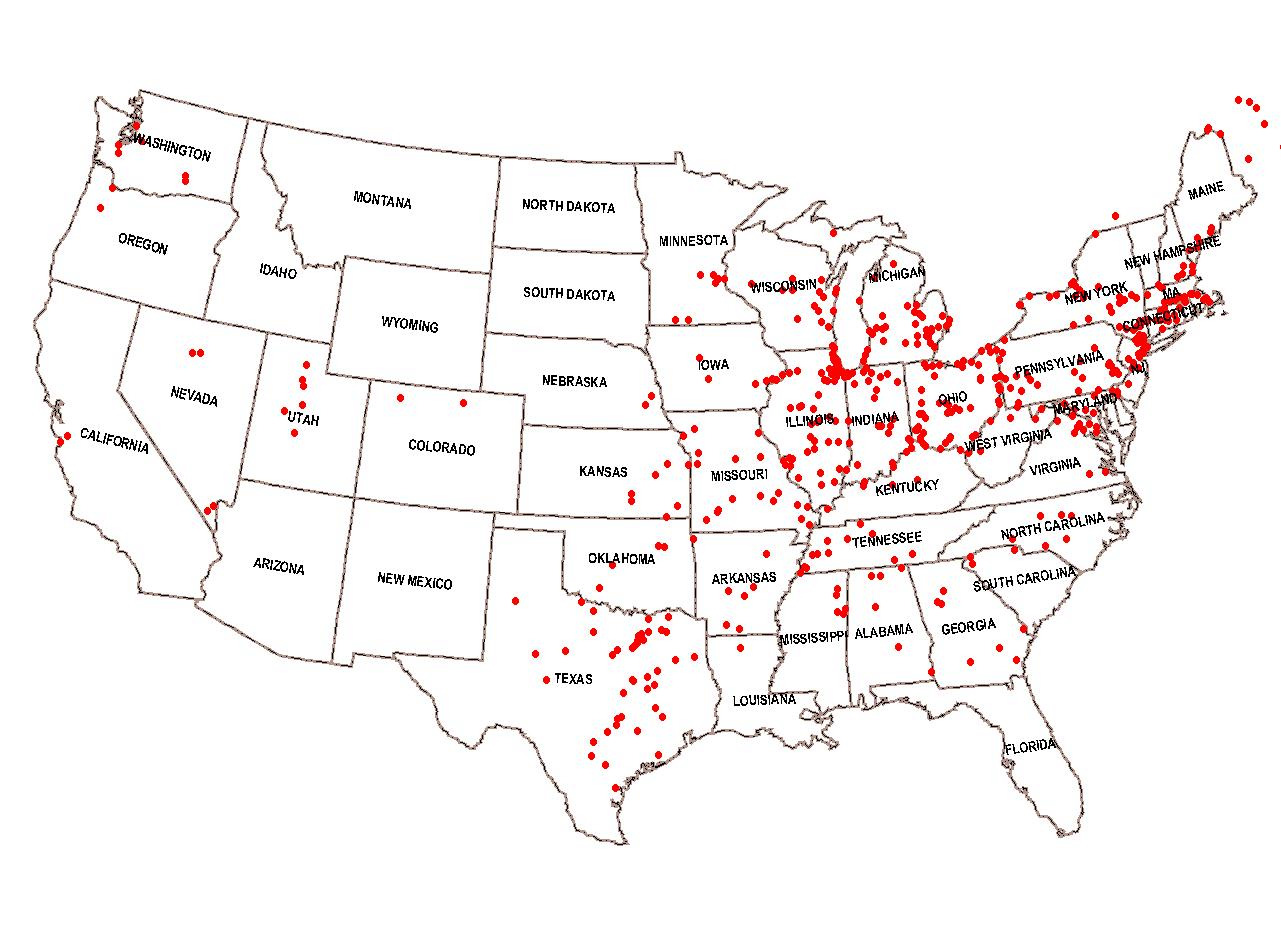 WASHINGTON
MONTANA
NORTH DAKOTA
MINNESOTA
MAINE
OREGON
IDAHO
SOUTH DAKOTA
WISCONSIN
MICHIGAN
NEW HAMPSHIRE
WYOMING
NEW YORK
MA
CONNECTICUT
IOWA
NEBRASKA
PENNSYLVANIA
NJ
NEVADA
UTAH
OHIO
MARYLAND
ILLINOIS
INDIANA
CALIFORNIA
COLORADO
WEST VIRGINIA
KANSAS
MISSOURI
VIRGINIA
KENTUCKY
NORTH CAROLINA
TENNESSEE
OKLAHOMA
ARIZONA
NEW MEXICO
ARKANSAS
SOUTH CAROLINA
MISSISSIPPI
ALABAMA
GEORGIA
TEXAS
LOUISIANA
FLORIDA